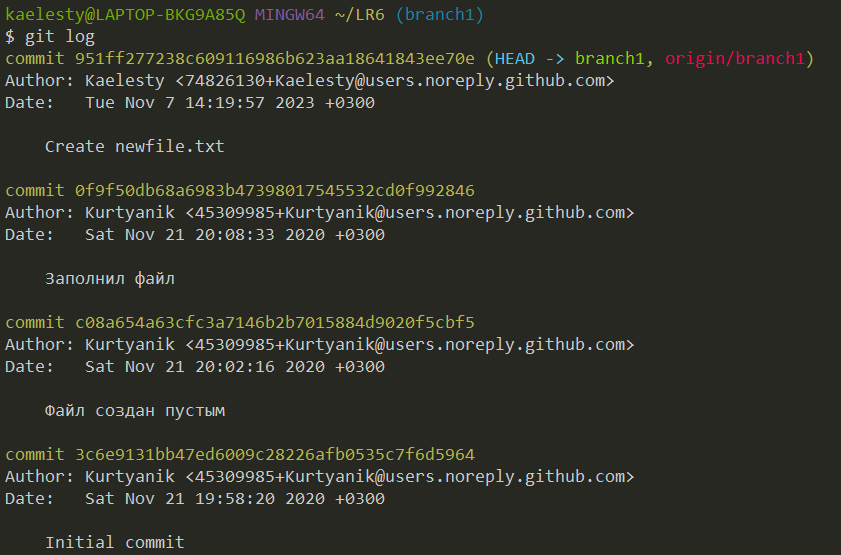 kaelesty@LAPTOP-BKG9A85Q MINGW64 ~/LR6 (branch1)
$ git log
commit 951ff277238c609116986b623aa18641843ee70e (HEAD -> branch1, origin/branch1)
Author: Kaelesty <74826130+Kaelesty@users.noreply.github.com>
Date:   Tue Nov 7 14:19:57 2023 +0300
    Create newfile.txt
commit 0f9f50db68a6983b47398017545532cd0f992846
Author: Kurtyanik <45309985+Kurtyanik@users.noreply.github.com>
Date:   Sat Nov 21 20:08:33 2020 +0300
    Заполнил файл
commit c08a654a63cfc3a7146b2b7015884d9020f5cbf5
Author: Kurtyanik <45309985+Kurtyanik@users.noreply.github.com>
Date:   Sat Nov 21 20:02:16 2020 +0300
    Файл создан пустым
commit 3c6e9131bb47ed6009c28226afb0535c7f6d5964
Author: Kurtyanik <45309985+Kurtyanik@users.noreply.github.com>
Date:   Sat Nov 21 19:58:20 2020 +0300
    Initial commit